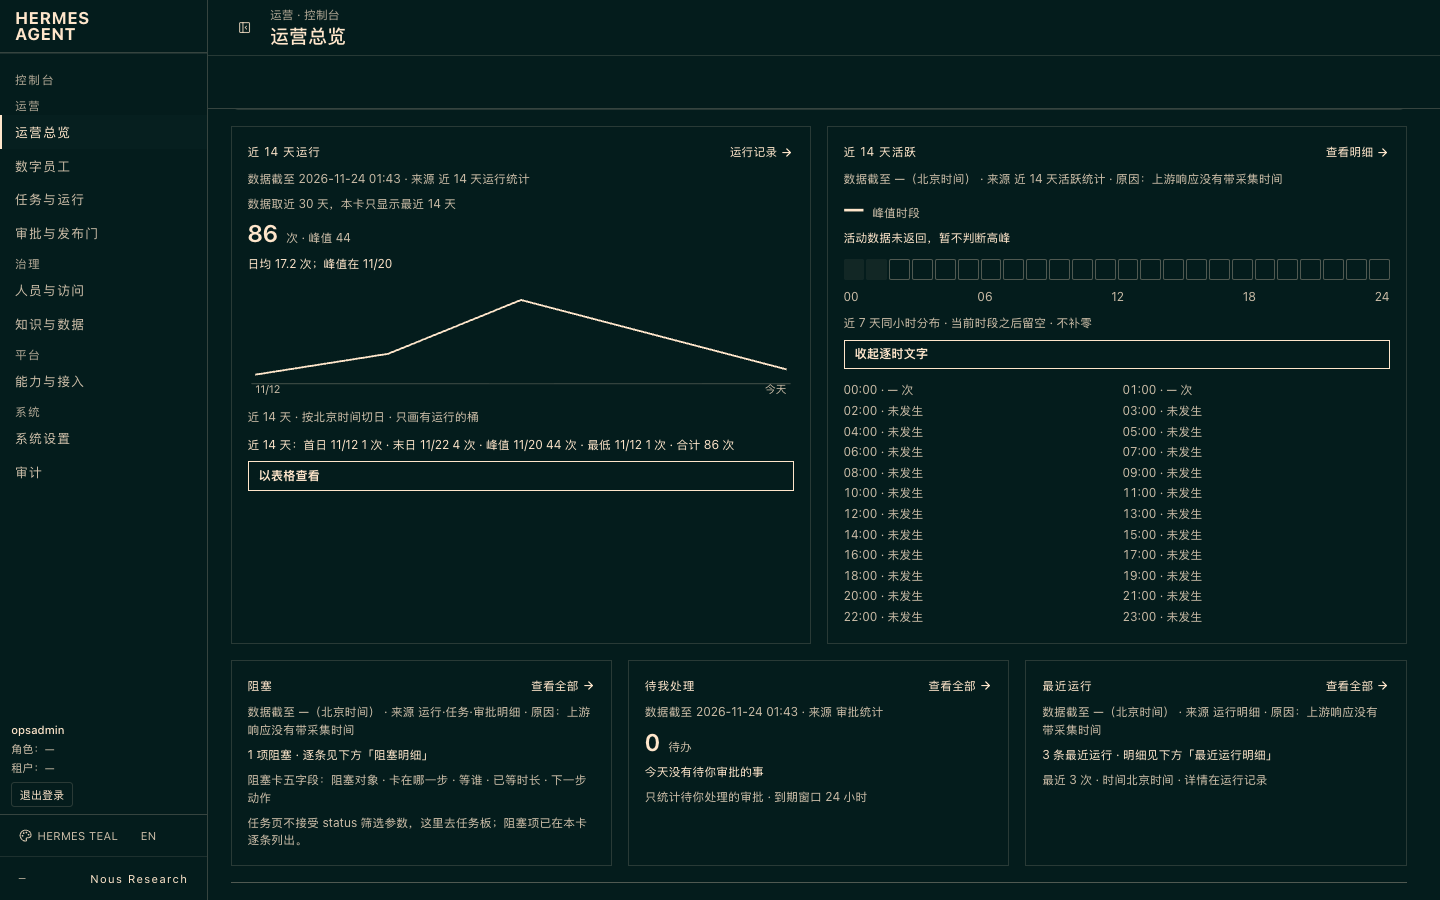 HERMES
AGENT
控制台
运营
运营总览
数字员工
任务与运行
审批与发布门
治理
人员与访问
知识与数据
平台
能力与接入
系统
系统设置
审计
opsadmin
角色：—
租户：—
退出登录
HERMES TEAL
EN
—
Nous Research
运营 · 控制台
运营总览
近 14 天运行
运行记录 →
数据截至 2026-11-24 01:43 · 来源 近 14 天运行统计
数据取近 30 天，本卡只显示最近 14 天
86 次 · 峰值 44
日均 17.2 次；峰值在 11/20
11/12
今天
近 14 天 · 按北京时间切日 · 只画有运行的桶
近 14 天：首日 11/12 1 次 · 末日 11/22 4 次 · 峰值 11/20 44 次 · 最低 11/12 1 次 · 合计 86 次
以表格查看
近 14 天活跃
查看明细 →
数据截至 —（北京时间） · 来源 近 14 天活跃统计 · 原因：上游响应没有带采集时间
峰值时段
活动数据未返回，暂不判断高峰
00 06 12 18 24
近 7 天同小时分布 · 当前时段之后留空 · 不补零
收起逐时文字
00:00 · — 次
01:00 · — 次
02:00 · 未发生
03:00 · 未发生
04:00 · 未发生
05:00 · 未发生
06:00 · 未发生
07:00 · 未发生
08:00 · 未发生
09:00 · 未发生
10:00 · 未发生
11:00 · 未发生
12:00 · 未发生
13:00 · 未发生
14:00 · 未发生
15:00 · 未发生
16:00 · 未发生
17:00 · 未发生
18:00 · 未发生
19:00 · 未发生
20:00 · 未发生
21:00 · 未发生
22:00 · 未发生
23:00 · 未发生
阻塞
查看全部 →
数据截至 —（北京时间） · 来源 运行·任务·审批明细 · 原因：上游
响应没有带采集时间
1 项阻塞 · 逐条见下方「阻塞明细」
阻塞卡五字段：阻塞对象 · 卡在哪一步 · 等谁 · 已等时长 · 下一步
动作
任务页不接受 status 筛选参数，这里去任务板；阻塞项已在本卡
逐条列出。
待我处理
查看全部 →
数据截至 2026-11-24 01:43 · 来源 审批统计
0 待办
今天没有待你审批的事
只统计待你处理的审批 · 到期窗口 24 小时
最近运行
查看全部 →
数据截至 —（北京时间） · 来源 运行明细 · 原因：上游响应没有
带采集时间
3 条最近运行 · 明细见下方「最近运行明细」
最近 3 次 · 时间北京时间 · 详情在运行记录